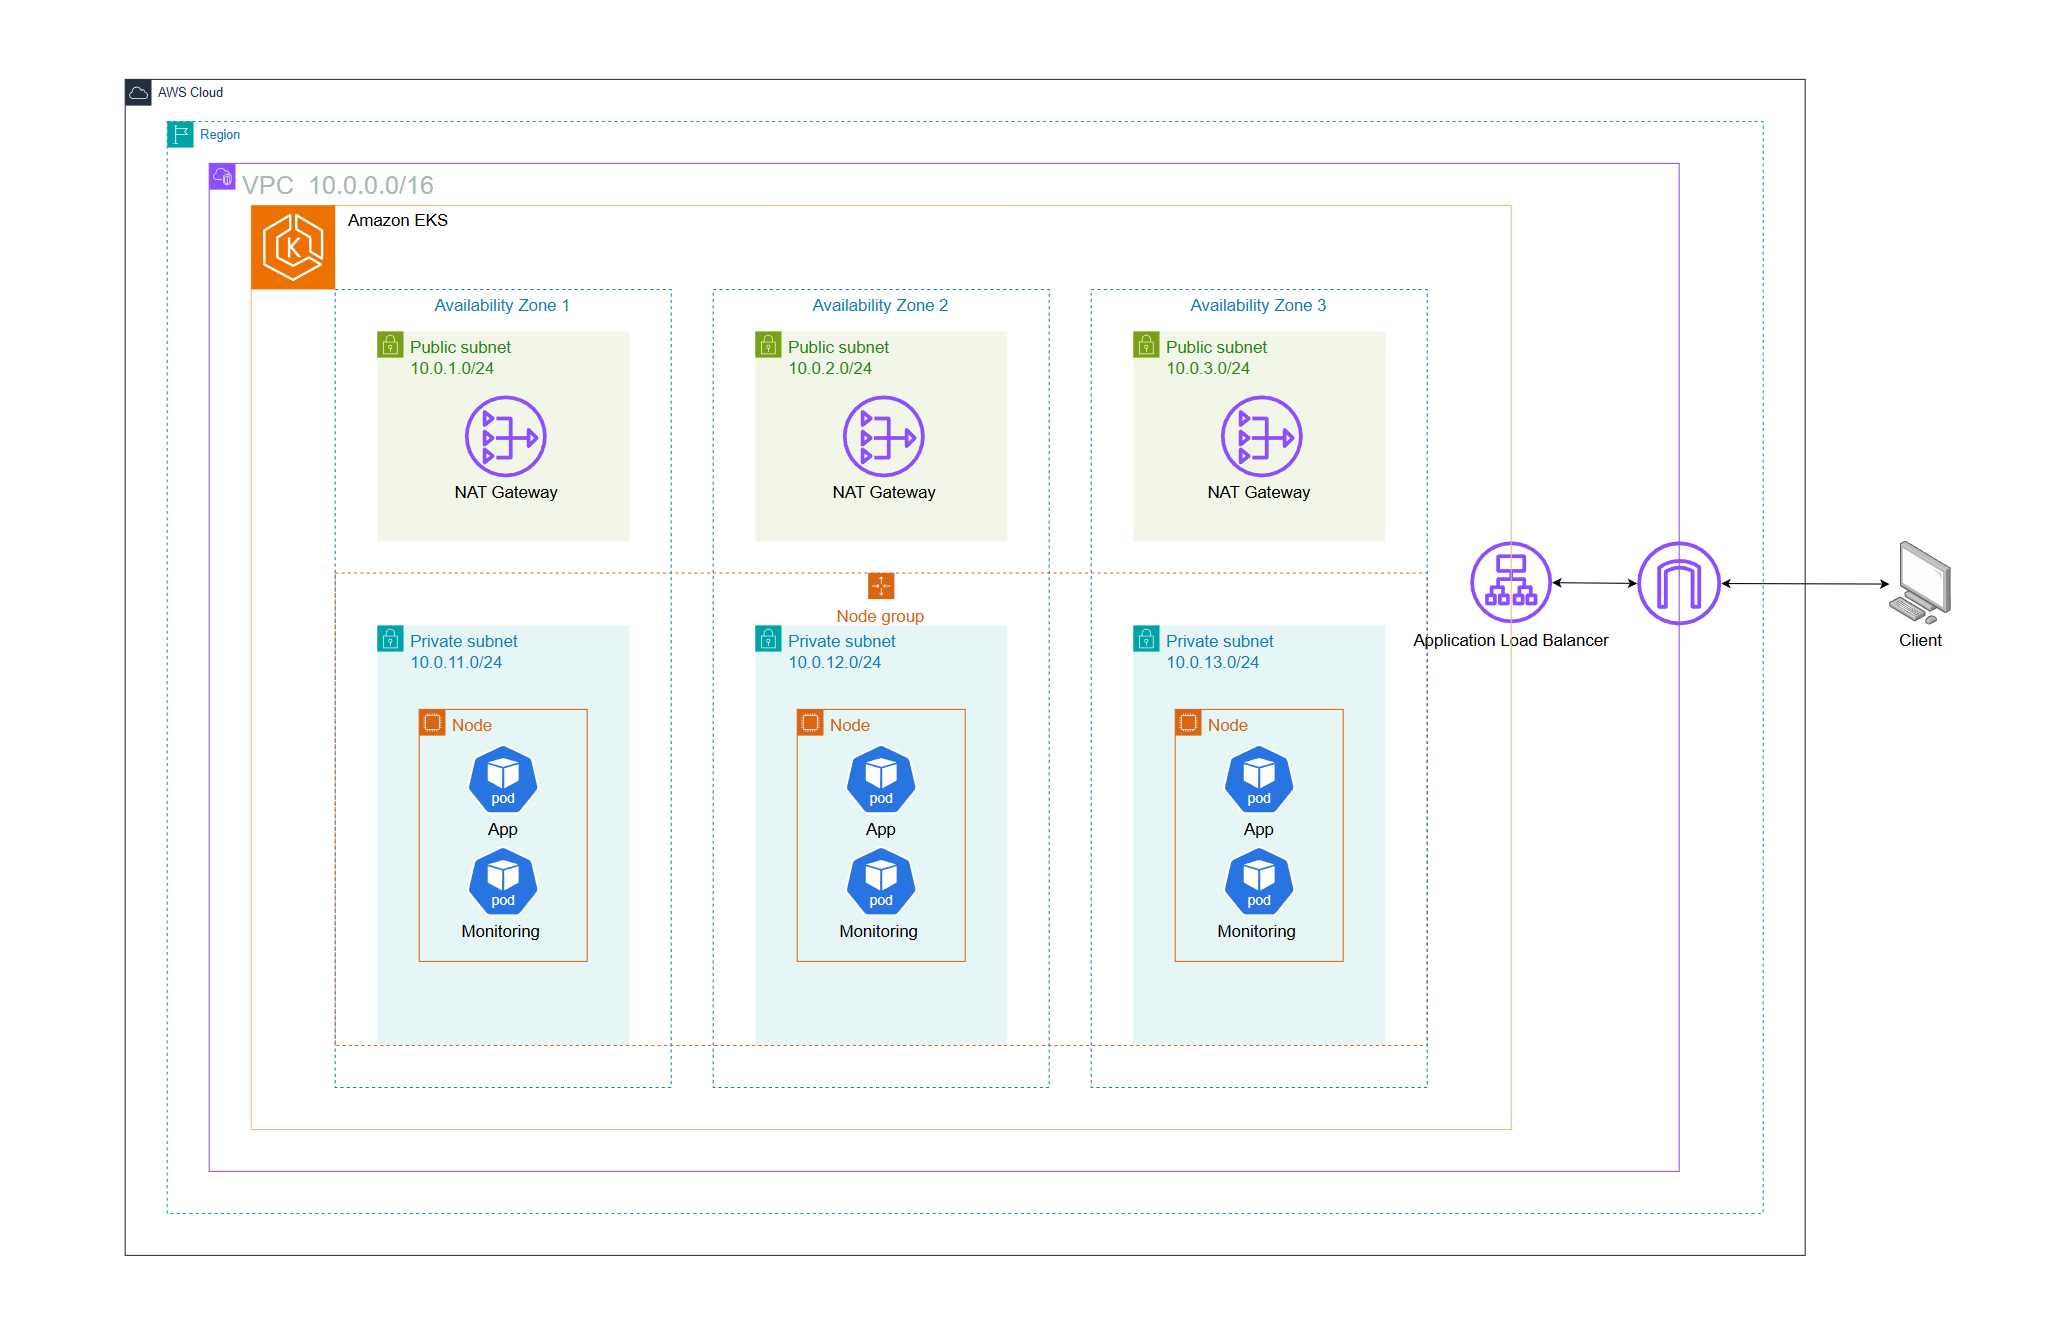 AWS Cloud
Region
VPC  10.0.0.0/16
K
Amazon EKS
Availability Zone 1
Availability Zone 2
Availability Zone 3
Public subnet
10.0.1.0/24
Public subnet
10.0.2.0/24
Public subnet
10.0.3.0/24
NAT Gateway
NAT Gateway
NAT Gateway
Node group
Application Load Balancer
Client
Private subnet
10.0.11.0/24
Private subnet
10.0.12.0/24
Private subnet
10.0.13.0/24
Node
Node
Node
pod
pod
pod
App
App
App
pod
pod
pod
Monitoring
Monitoring
Monitoring